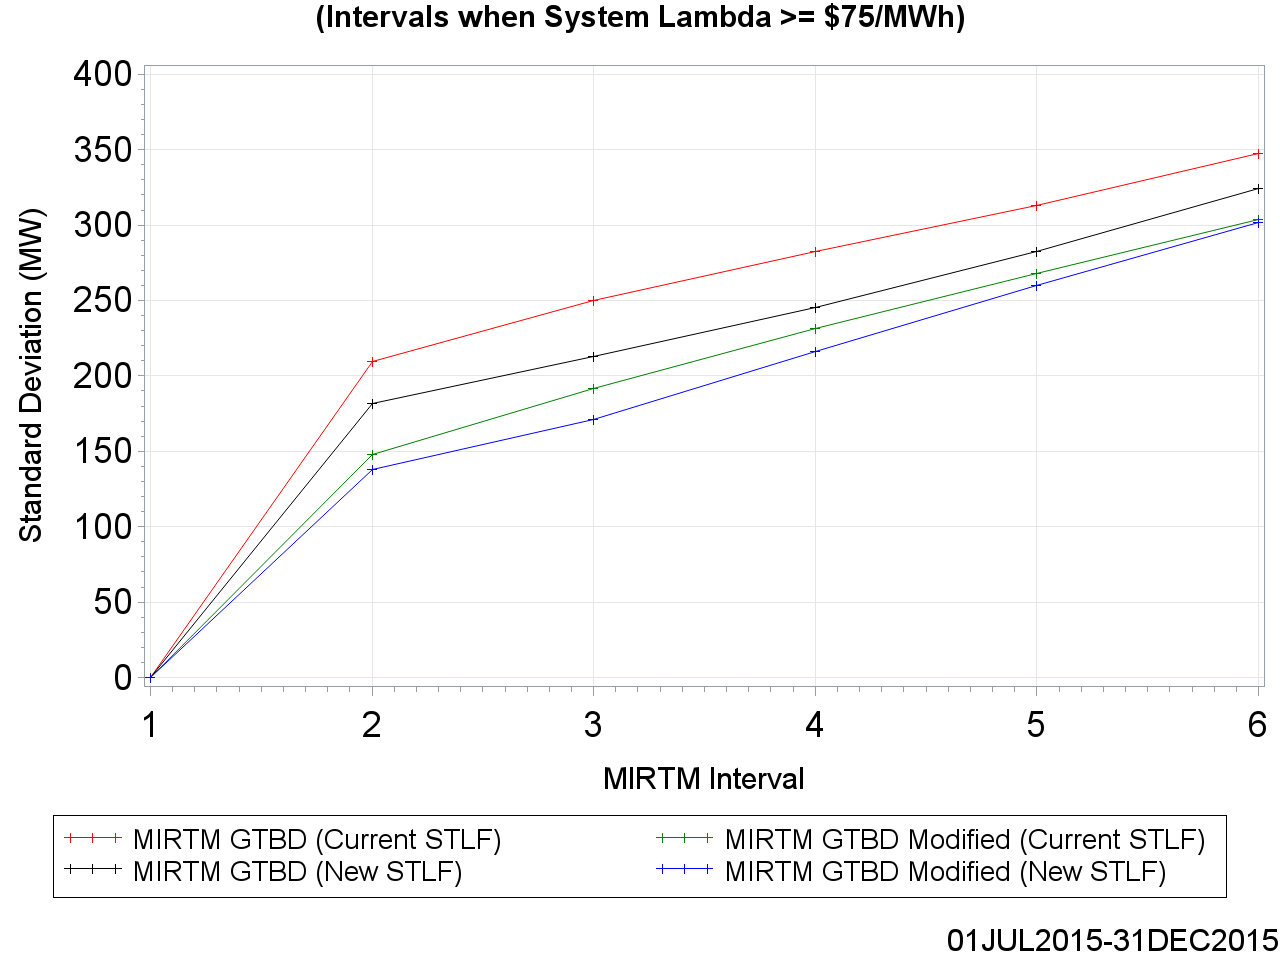 (Intervals when System Lambda >= $75/MWh)
400
350
300
250
200
150
100
50
0
Standard Deviation (MW)
1 2 3 4 5 6
MIRTM Interval
MIRTM GTBD (Current STLF)
MIRTM GTBD Modified (Current STLF)
MIRTM GTBD (New STLF)
MIRTM GTBD Modified (New STLF)
01JUL2015-31DEC2015